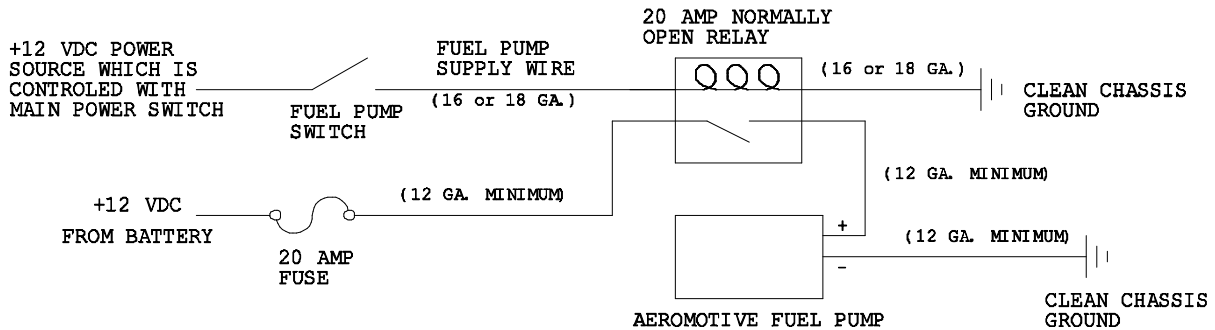 20 AMP NORMALLY
OPEN RELAY
+12 VDC POWER
SOURCE WHICH IS
CONTROLED WITH
MAIN POWER SWITCH
FUEL PUMP
SWITCH
FUEL PUMP
SUPPLY WIRE
(16 or 18 GA.)
(16 or 18 GA.)
CLEAN CHASSIS
GROUND
+12 VDC
FROM BATTERY
20 AMP
FUSE
(12 GA. MINIMUM)
(12 GA. MINIMUM)
+
-
(12 GA. MINIMUM)
CLEAN CHASSIS
GROUND
AEROMOTIVE FUEL PUMP